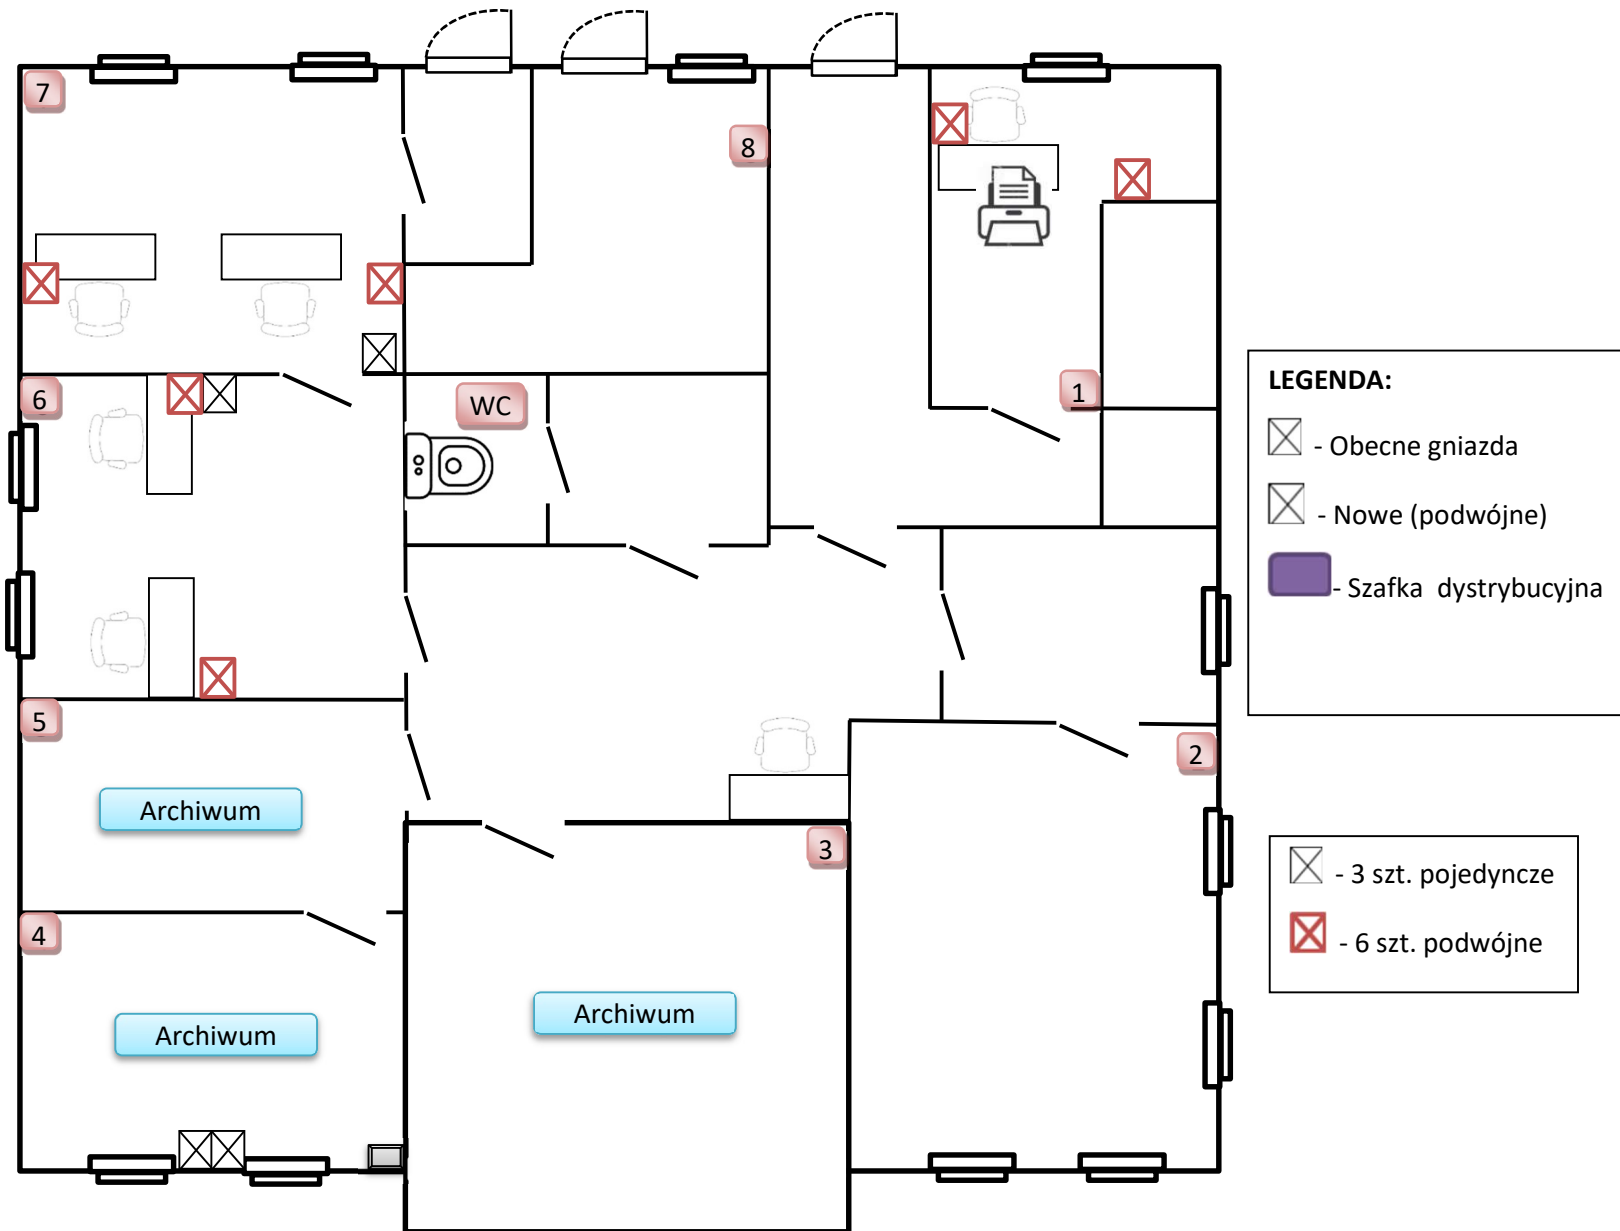 7
8
6
WC
1
LEGENDA:
- Obecne gniazda
- Nowe (podwójne)
- Szafka dystrybucyjna
5
2
Archiwum
3
- 3 szt. pojedyncze
4
- 6 szt. podwójne
Archiwum
Archiwum